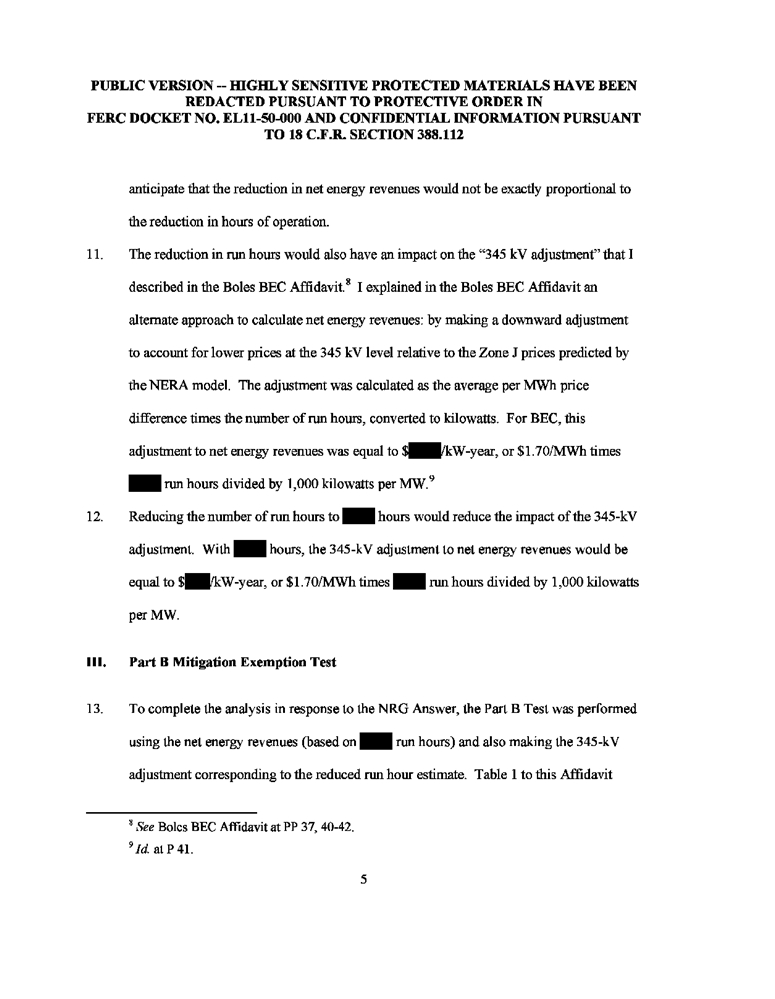 PUBLIC VERSION -- HIGHLY SENSITIVE PROTECTED MATERIALS HAVE BEEN
REDACTED PURSUANT TO PROTECTIVE ORDER IN
FERC DOCKET NO. EL11-50-000 AND CONFIDENTIAL INFORMATION PURSUANT
TO 18 C.F.R. SECTION 388.112
anticipate that the reduction in net energy revenues would not be exactly proportional to
the reduction in hours of operation.
11. The reduction in run hours would also have an impact on the “345 kV adjustment” that I
described in the Boles BEC Affidavit.⁸ I explained in the Boles BEC Affidavit an
alternate approach to calculate net energy revenues: by making a downward adjustment
to account for lower prices at the 345 kV level relative to the Zone J prices predicted by
the NERA model. The adjustment was calculated as the average per MWh price
difference times the number of run hours, converted to kilowatts. For BEC, this
adjustment to net energy revenues was equal to $ /kW-year, or $1.70/MWh times
run hours divided by 1,000 kilowatts per MW.⁹
12. Reducing the number of run hours to hours would reduce the impact of the 345-kV
adjustment. With hours, the 345-kV adjustment to net energy revenues would be
equal to $ /kW-year, or $1.70/MWh times run hours divided by 1,000 kilowatts
per MW.
III. Part B Mitigation Exemption Test
13. To complete the analysis in response to the NRG Answer, the Part B Test was performed
using the net energy revenues (based on run hours) and also making the 345-kV
adjustment corresponding to the reduced run hour estimate. Table 1 to this Affidavit
⁸ See Boles BEC Affidavit at PP 37, 40-42.
⁹ Id. at P 41.
5